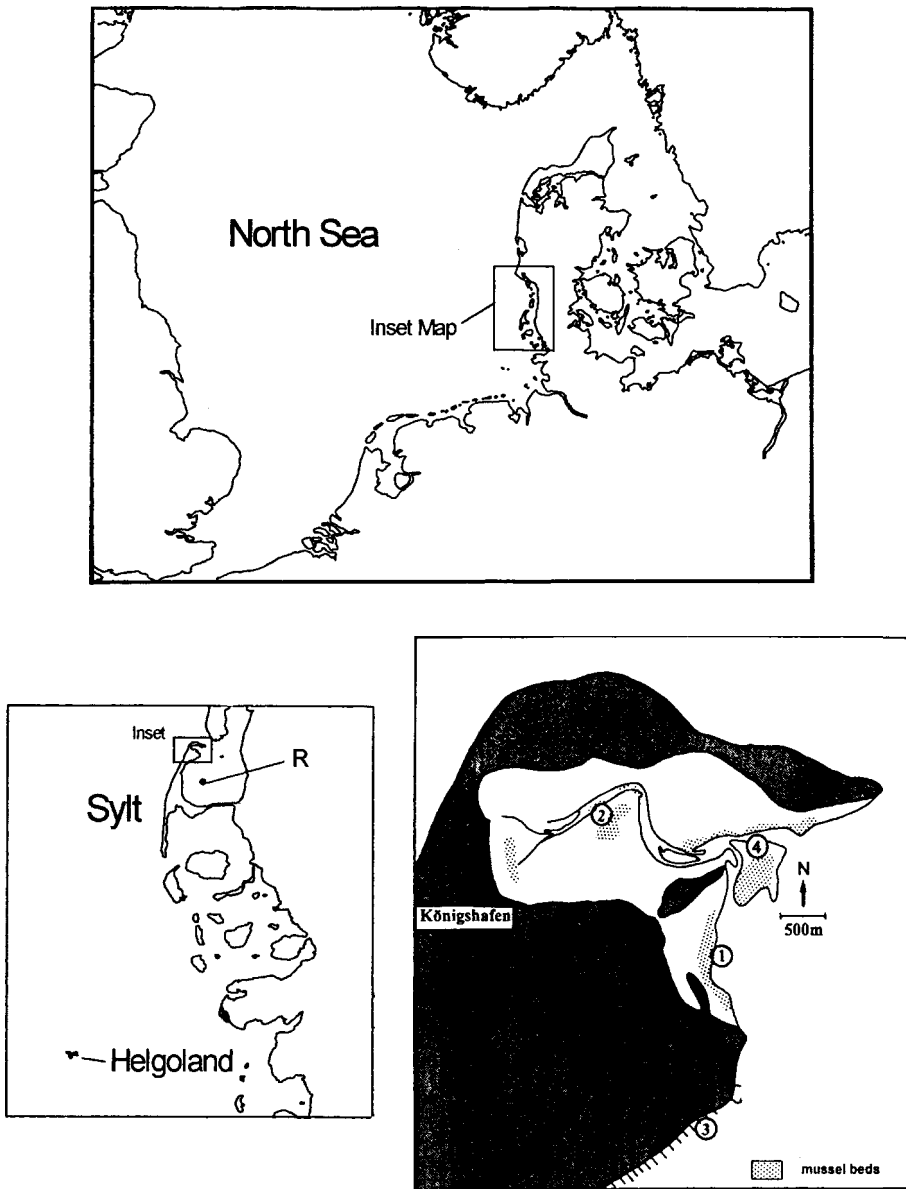 North Sea
Inset Map
Inset
R
Sylt
Helgoland
2
4
N
500m
Königshafen
1
3
mussel beds